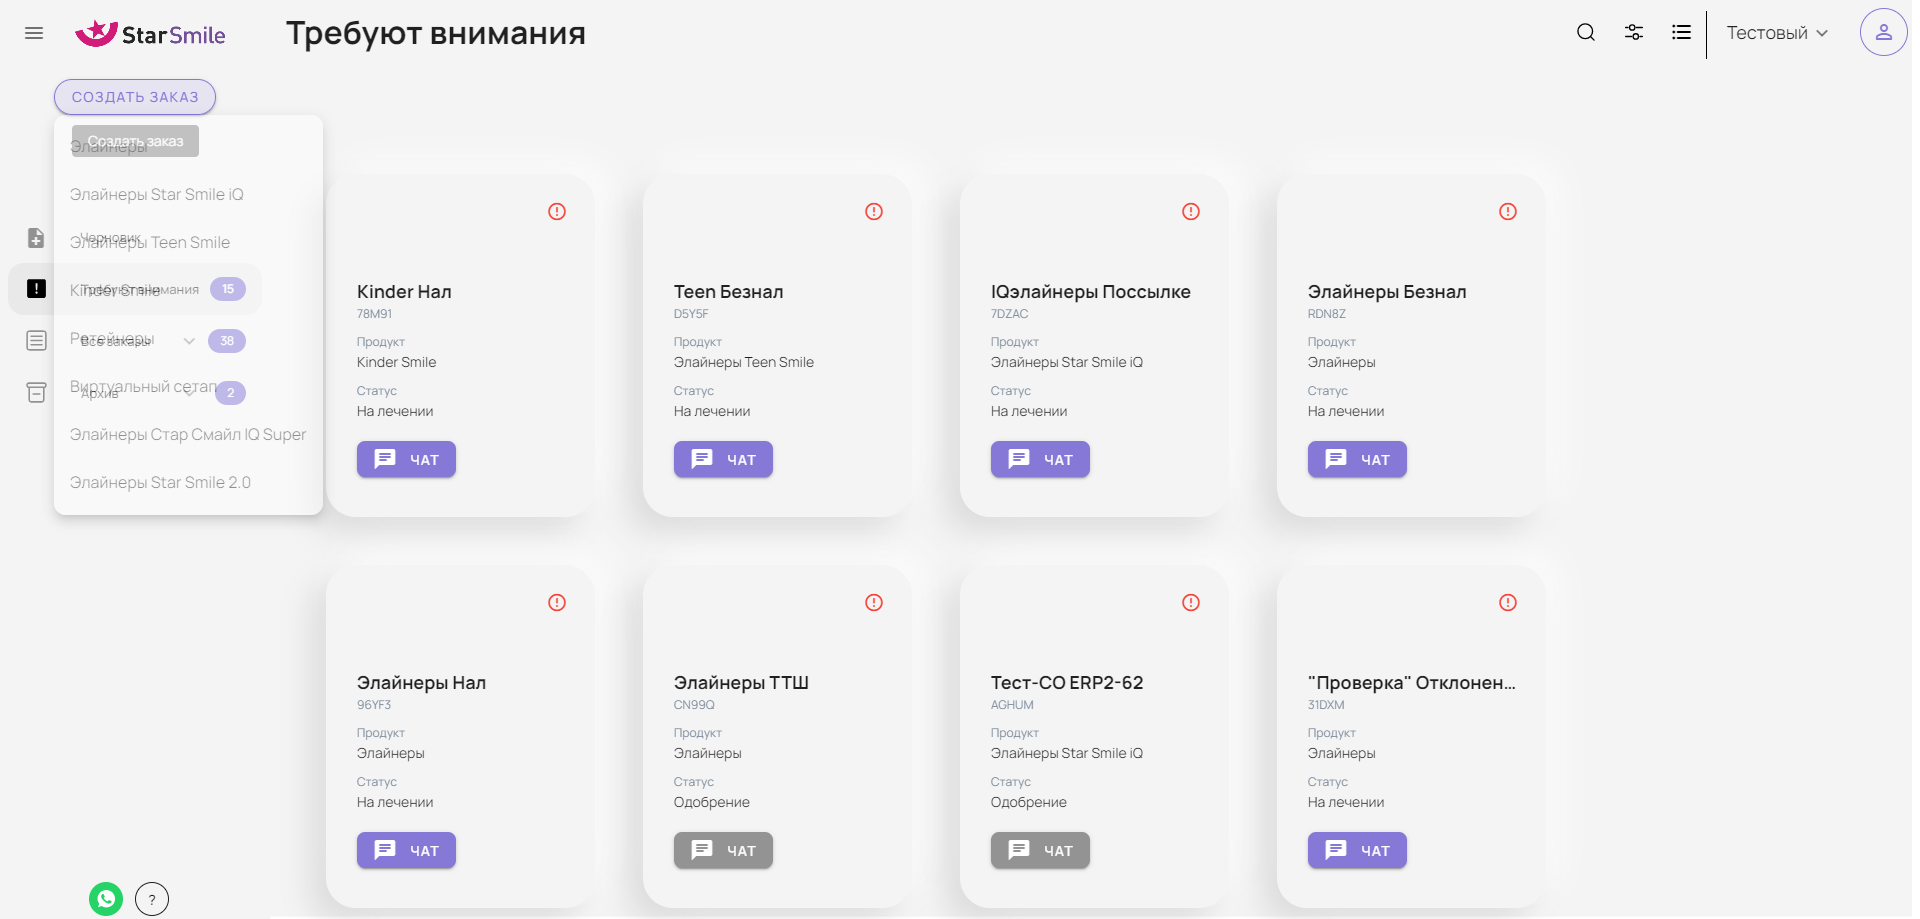 StarSmile
Требуют внимания
Тестовый
СОЗДАТЬ ЗАКАЗ
Создать заказ
Элайнеры
Элайнеры Star Smile iQ
Черновик
Элайнеры Teen Smile
Требуют внимания 15
Kinder Smile
Ретейнеры
Все заказы 38
Виртуальный сетап
Архив 2
Элайнеры Стар Смайл IQ Super
Элайнеры Star Smile 2.0
Kinder Нал
78M91
Продукт
Kinder Smile
Статус
На лечении
ЧАТ
Teen Безнал
D5Y5F
Продукт
Элайнеры Teen Smile
Статус
На лечении
ЧАТ
IQэлайнеры Поссылке
7DZAC
Продукт
Элайнеры Star Smile iQ
Статус
На лечении
ЧАТ
Элайнеры Безнал
RDN8Z
Продукт
Элайнеры
Статус
На лечении
ЧАТ
Элайнеры Нал
96YF3
Продукт
Элайнеры
Статус
На лечении
ЧАТ
Элайнеры ТТШ
CN99Q
Продукт
Элайнеры
Статус
Одобрение
ЧАТ
Тест-СО ERP2-62
AGHUM
Продукт
Элайнеры Star Smile iQ
Статус
Одобрение
ЧАТ
"Проверка" Отклонен...
31DXM
Продукт
Элайнеры
Статус
На лечении
ЧАТ
?